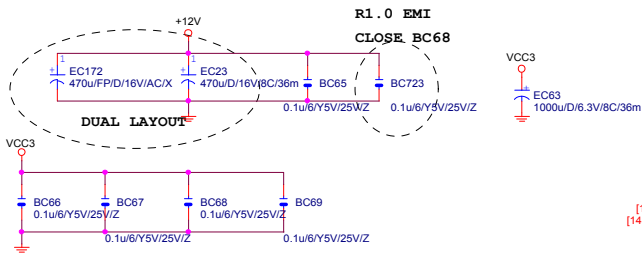 R1.0 EMI
CLOSE BC68
+12V
1
+
EC172
470u/FP/D/16V/AC/X
1
+
EC23
470u/D/16V/8C/36m
BC65
0.1u/6/Y5V/25V/Z
BC723
0.1u/6/Y5V/25V/Z
DUAL LAYOUT
VCC3
+
EC63
1000u/D/6.3V/8C/36m
VCC3
BC66
0.1u/6/Y5V/25V/Z
BC67
0.1u/6/Y5V/25V/Z
BC68
0.1u/6/Y5V/25V/Z
BC69
0.1u/6/Y5V/25V/Z
[1
[14